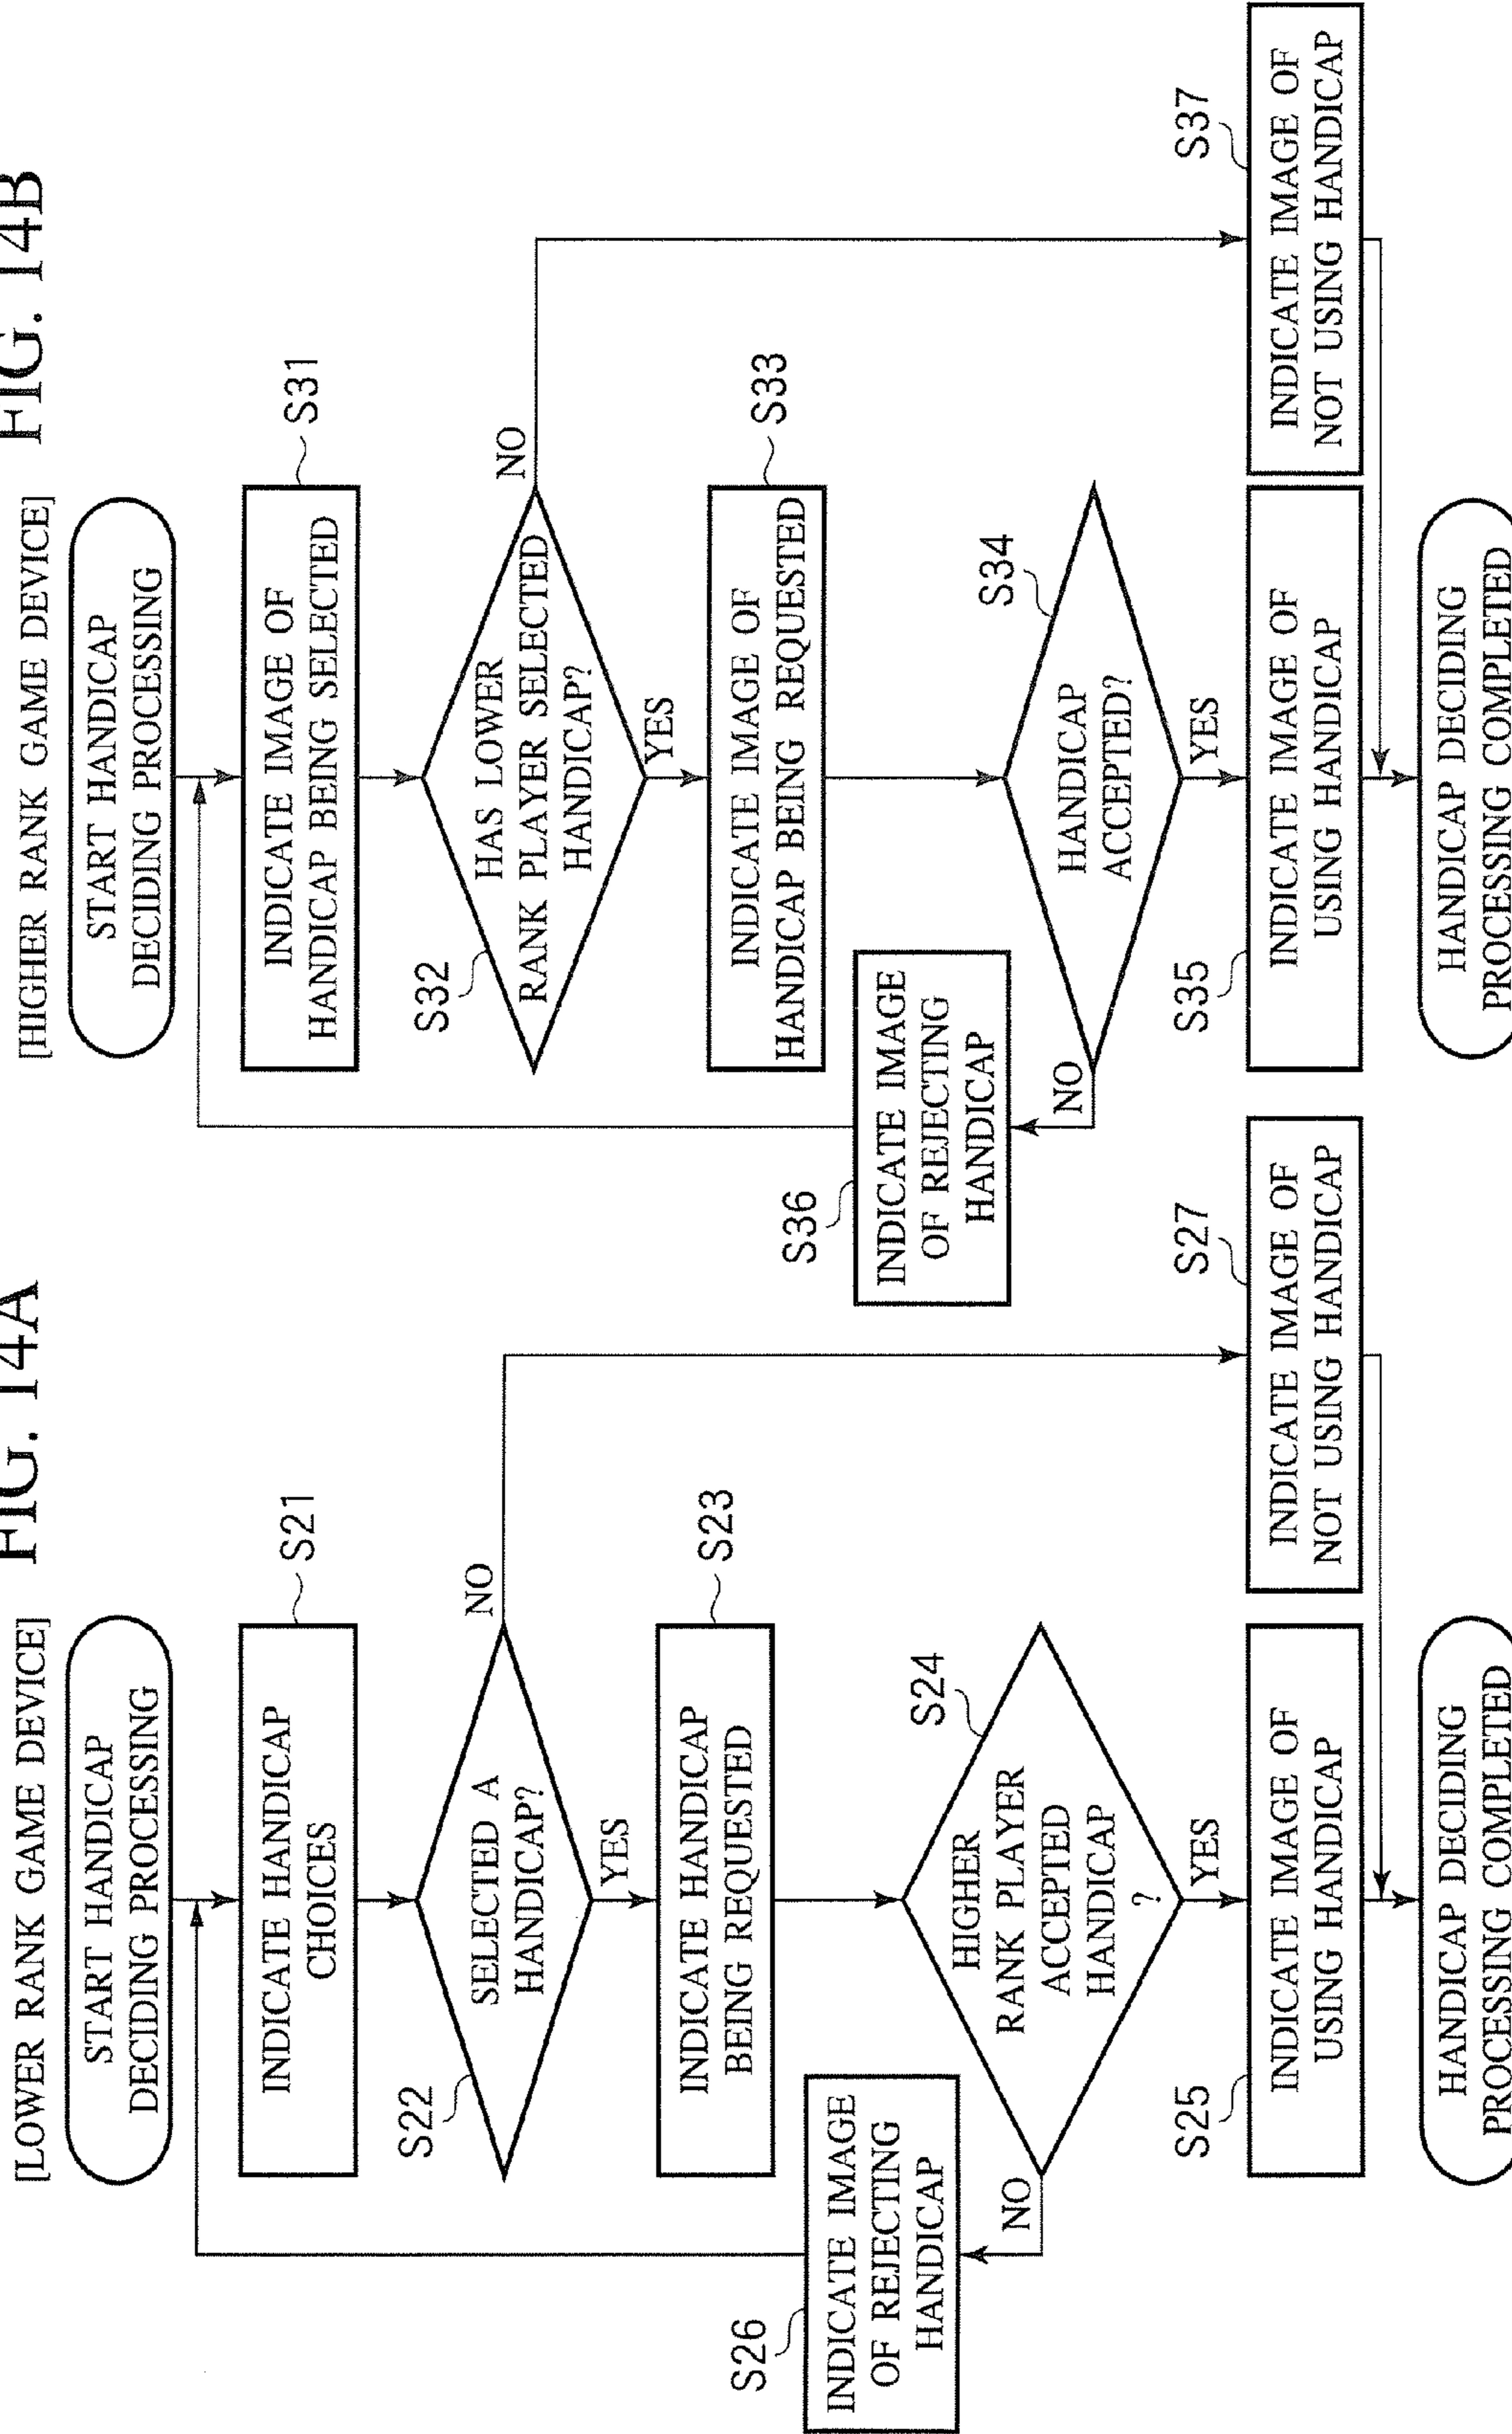 FIG. 14A
[LOWER RANK GAME DEVICE]
START HANDICAP
DECIDING PROCESSING
INDICATE HANDICAP
CHOICES
S21
SELECTED A
HANDICAP?
S22
NO
YES
INDICATE HANDICAP
BEING REQUESTED
S23
HIGHER
RANK PLAYER
ACCEPTED
HANDICAP
?
S24
NO
YES
INDICATE IMAGE
OF REJECTING
HANDICAP
S26
INDICATE IMAGE OF
USING HANDICAP
S25
INDICATE IMAGE OF
NOT USING HANDICAP
S27
HANDICAP DECIDING
PROCESSING COMPLETED
FIG. 14B
[HIGHER RANK GAME DEVICE]
START HANDICAP
DECIDING PROCESSING
INDICATE IMAGE OF
HANDICAP BEING SELECTED
S31
HAS LOWER
RANK PLAYER SELECTED
HANDICAP?
S32
NO
YES
INDICATE IMAGE OF
HANDICAP BEING REQUESTED
S33
HANDICAP
ACCEPTED?
S34
NO
YES
INDICATE IMAGE
OF REJECTING
HANDICAP
S36
INDICATE IMAGE OF
USING HANDICAP
S35
INDICATE IMAGE OF
NOT USING HANDICAP
S37
HANDICAP DECIDING
PROCESSING COMPLETED